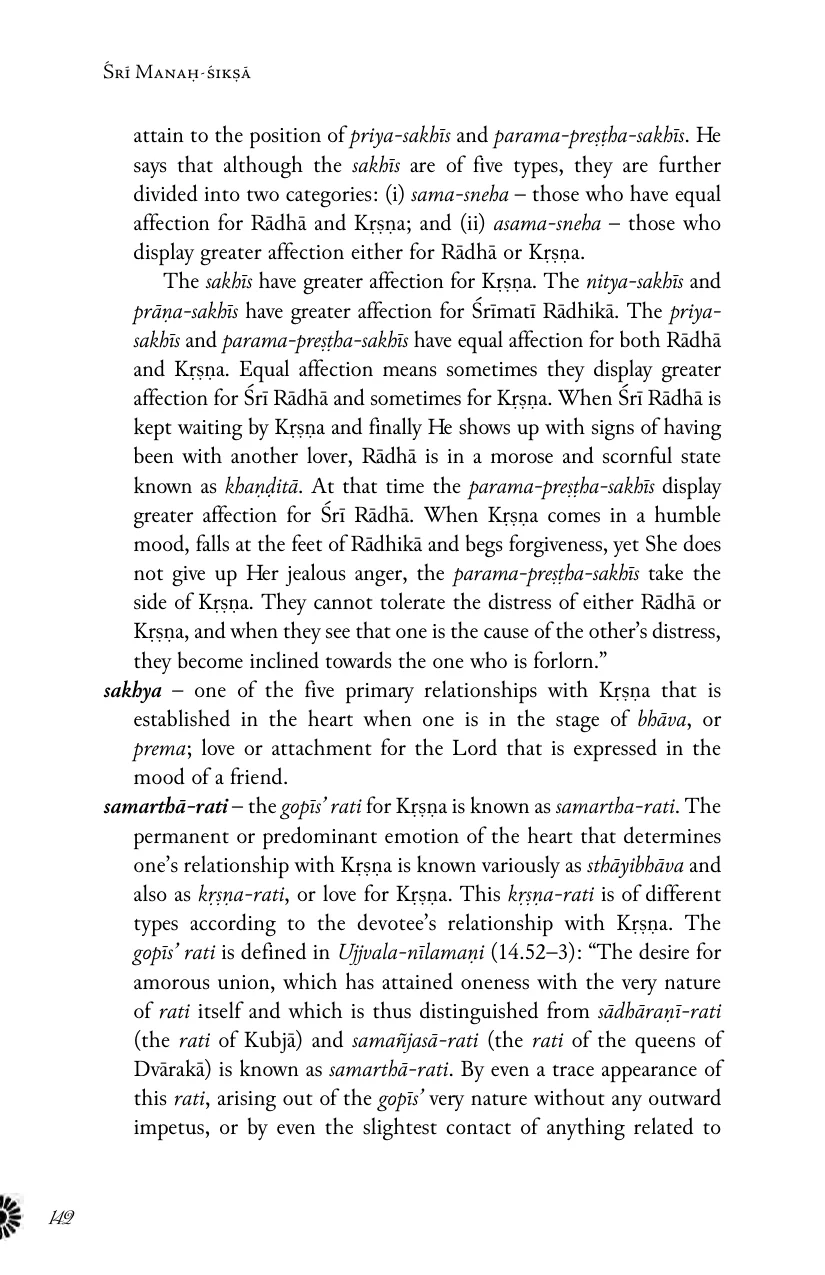 Śrī Manaḥ-śikṣā
attain to the position of priya-sakhīs and parama-preṣṭha-sakhīs. He
says that although the sakhīs are of five types, they are further
divided into two categories: (i) sama-sneha – those who have equal
affection for Rādhā and Kṛṣṇa; and (ii) asama-sneha – those who
display greater affection either for Rādhā or Kṛṣṇa.
The sakhīs have greater affection for Kṛṣṇa. The nitya-sakhīs and
prāṇa-sakhīs have greater affection for Śrīmatī Rādhikā. The priya-
sakhīs and parama-preṣṭha-sakhīs have equal affection for both Rādhā
and Kṛṣṇa. Equal affection means sometimes they display greater
affection for Śrī Rādhā and sometimes for Kṛṣṇa. When Śrī Rādhā is
kept waiting by Kṛṣṇa and finally He shows up with signs of having
been with another lover, Rādhā is in a morose and scornful state
known as khaṇḍitā. At that time the parama-preṣṭha-sakhīs display
greater affection for Śrī Rādhā. When Kṛṣṇa comes in a humble
mood, falls at the feet of Rādhikā and begs forgiveness, yet She does
not give up Her jealous anger, the parama-preṣṭha-sakhīs take the
side of Kṛṣṇa. They cannot tolerate the distress of either Rādhā or
Kṛṣṇa, and when they see that one is the cause of the other’s distress,
they become inclined towards the one who is forlorn.”
sakhya – one of the five primary relationships with Kṛṣṇa that is
established in the heart when one is in the stage of bhāva, or
prema; love or attachment for the Lord that is expressed in the
mood of a friend.
samarthā-rati – the gopīs’ rati for Kṛṣṇa is known as samartha-rati. The
permanent or predominant emotion of the heart that determines
one’s relationship with Kṛṣṇa is known variously as sthāyibhāva and
also as kṛṣṇa-rati, or love for Kṛṣṇa. This kṛṣṇa-rati is of different
types according to the devotee’s relationship with Kṛṣṇa. The
gopīs’ rati is defined in Ujjvala-nīlamaṇi (14.52–3): “The desire for
amorous union, which has attained oneness with the very nature
of rati itself and which is thus distinguished from sādhāraṇī-rati
(the rati of Kubjā) and samañjasā-rati (the rati of the queens of
Dvārakā) is known as samarthā-rati. By even a trace appearance of
this rati, arising out of the gopīs’ very nature without any outward
impetus, or by even the slightest contact of anything related to
142